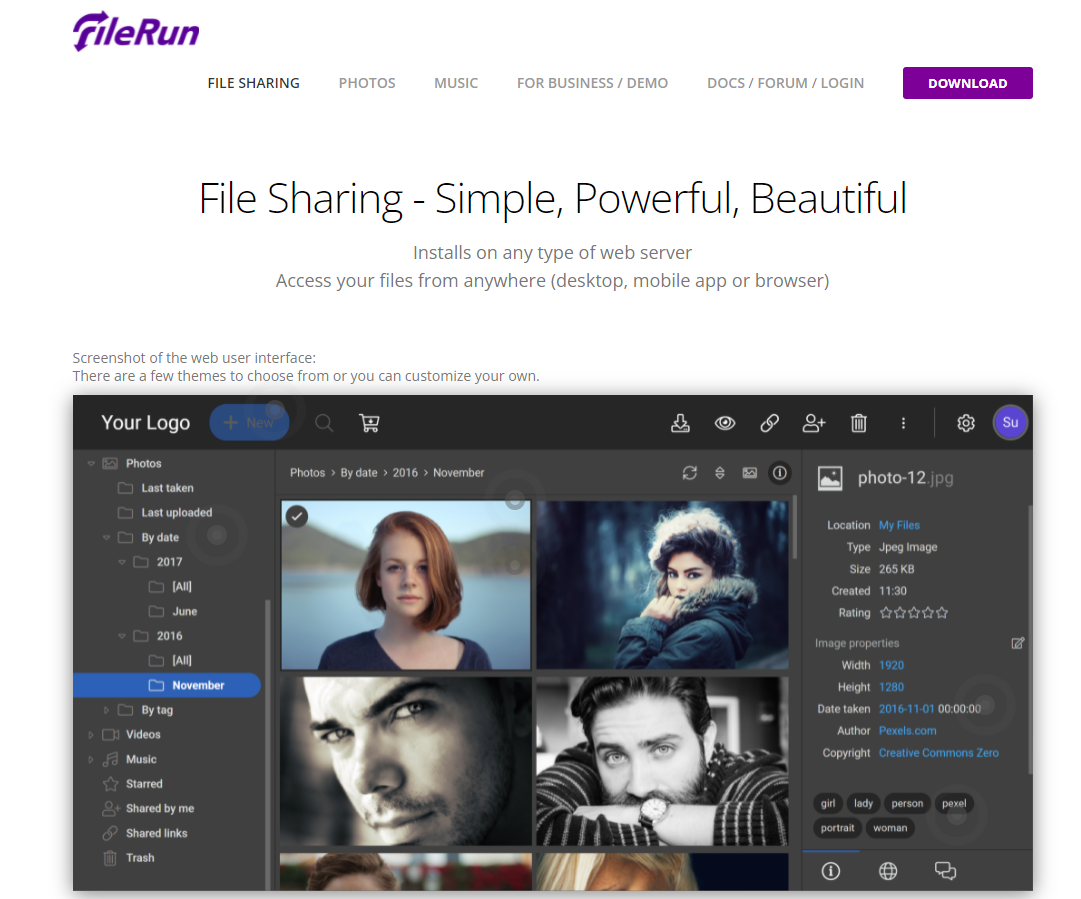 FileRun
FILE SHARING PHOTOS MUSIC FOR BUSINESS / DEMO DOCS / FORUM / LOGIN DOWNLOAD
File Sharing - Simple, Powerful, Beautiful
Installs on any type of web server
Access your files from anywhere (desktop, mobile app or browser)
Screenshot of the web user interface:
There are a few themes to choose from or you can customize your own.
Your Logo + New Su
Photos
Last taken
Last uploaded
By date
2017
[All]
June
2016
[All]
November
By tag
Videos
Music
Starred
Shared by me
Shared links
Trash
Photos › By date › 2016 › November
photo-12.jpg
Location My Files
Type Jpeg Image
Size 265 KB
Created 11:30
Rating
Image properties
Width 1920
Height 1280
Date taken 2016-11-01 00:00:00
Author Pexels.com
Copyright Creative Commons Zero
girl lady person pexel
portrait woman